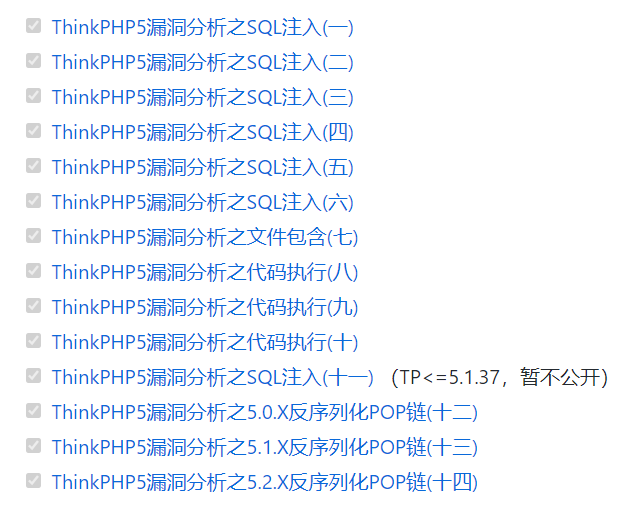 ThinkPHP5漏洞分析之SQL注入(一)
ThinkPHP5漏洞分析之SQL注入(二)
ThinkPHP5漏洞分析之SQL注入(三)
ThinkPHP5漏洞分析之SQL注入(四)
ThinkPHP5漏洞分析之SQL注入(五)
ThinkPHP5漏洞分析之SQL注入(六)
ThinkPHP5漏洞分析之文件包含(七)
ThinkPHP5漏洞分析之代码执行(八)
ThinkPHP5漏洞分析之代码执行(九)
ThinkPHP5漏洞分析之代码执行(十)
ThinkPHP5漏洞分析之SQL注入(十一) （TP<=5.1.37，暂不公开）
ThinkPHP5漏洞分析之5.0.X反序列化POP链(十二)
ThinkPHP5漏洞分析之5.1.X反序列化POP链(十三)
ThinkPHP5漏洞分析之5.2.X反序列化POP链(十四)